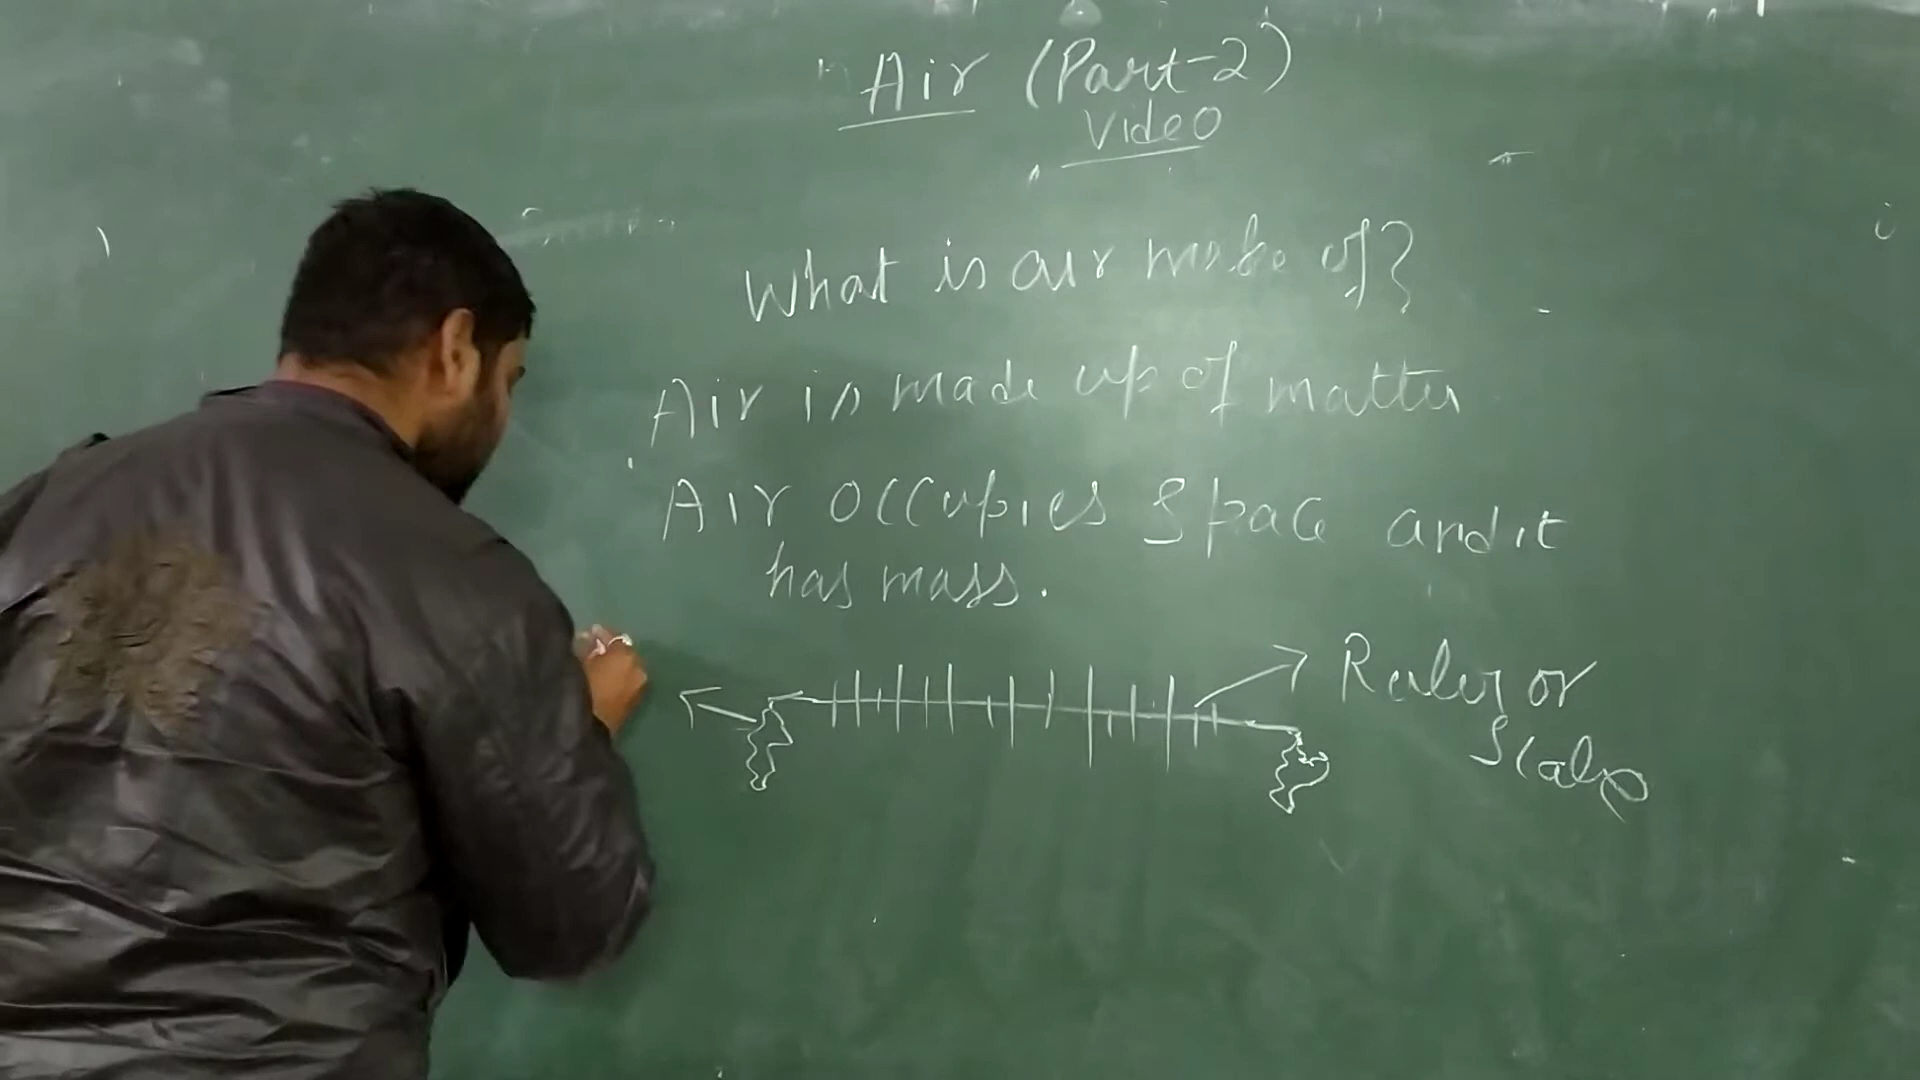 Air (Part-2)
Video
What is air make of?
Air is made up of matter
Air occupies space and it
has mass.
Ruler or
Scale